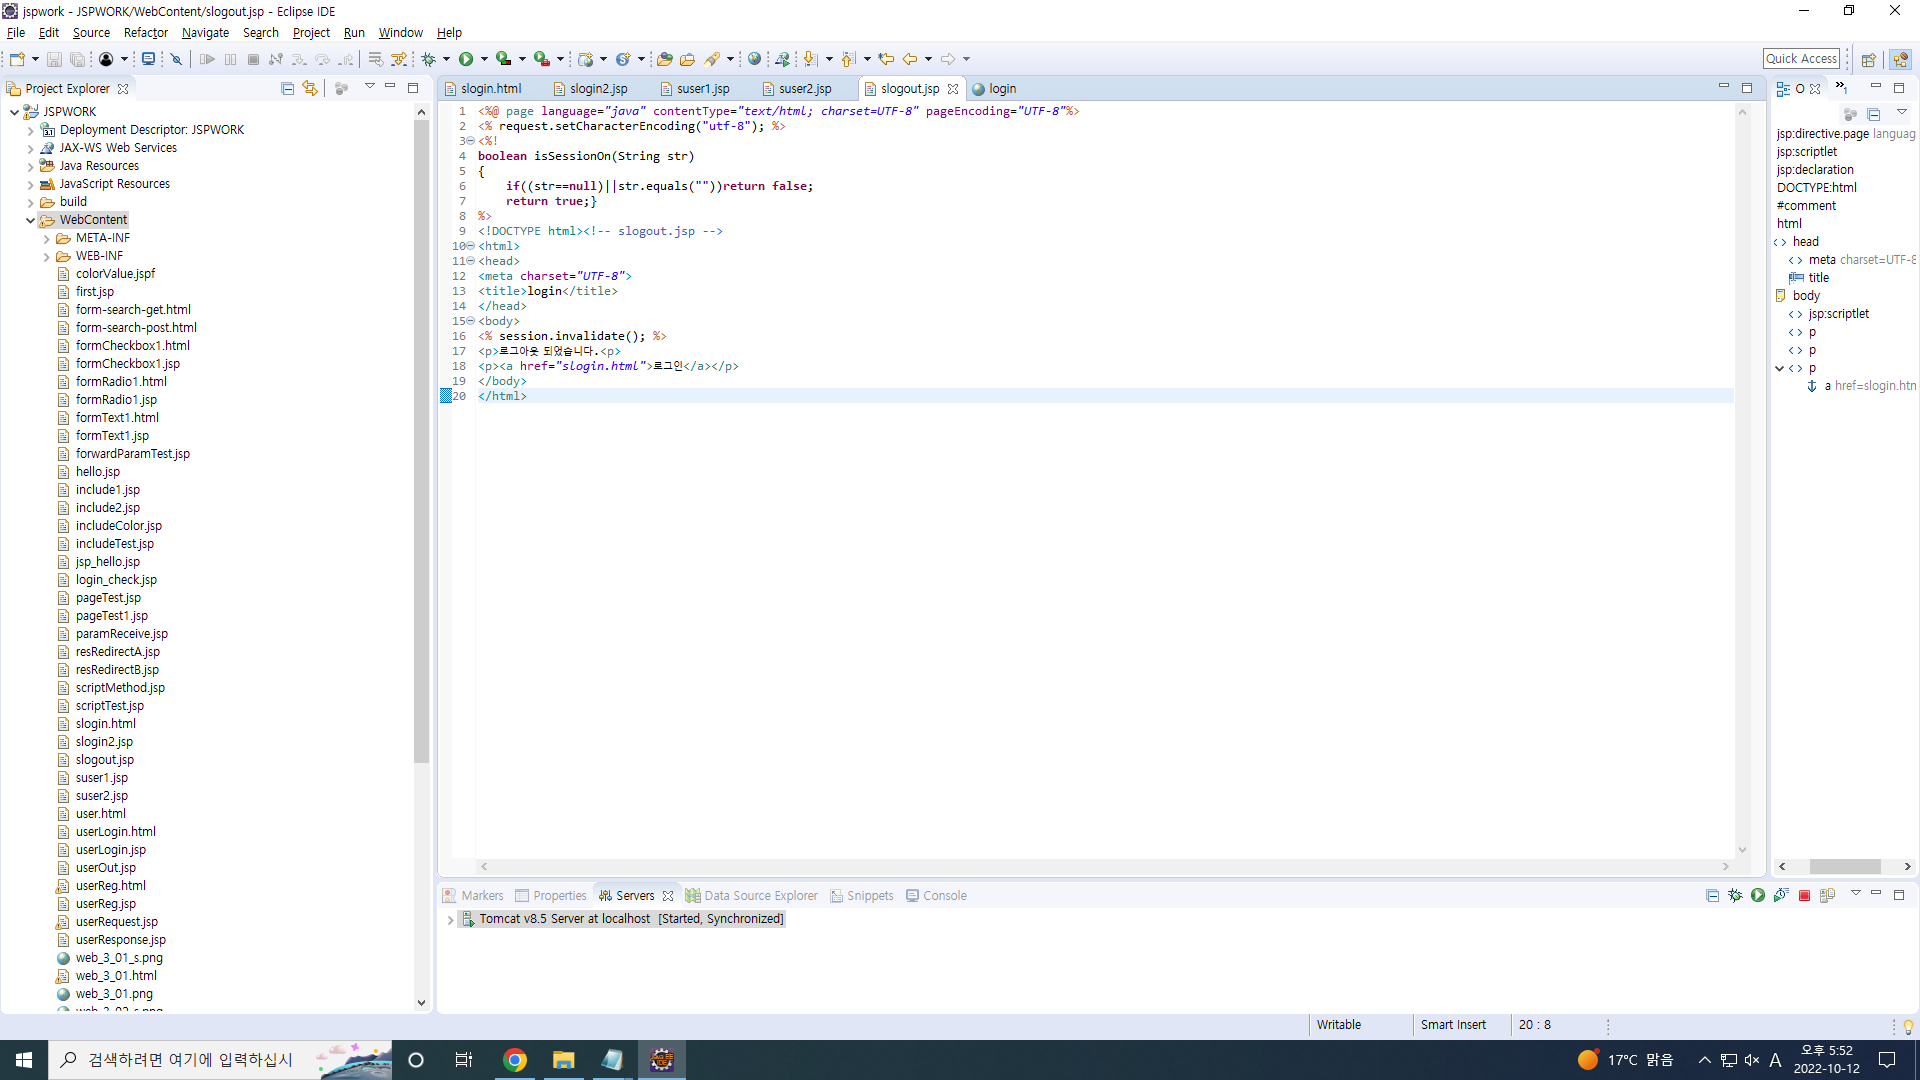 jspwork - JSPWORK/WebContent/slogout.jsp - Eclipse IDE
File Edit Source Refactor Navigate Search Project Run Window Help
Quick Access
Project Explorer
JSPWORK
Deployment Descriptor: JSPWORK
JAX-WS Web Services
Java Resources
JavaScript Resources
build
WebContent
META-INF
WEB-INF
colorValue.jspf
first.jsp
form-search-get.html
form-search-post.html
formCheckbox1.html
formCheckbox1.jsp
formRadio1.html
formRadio1.jsp
formText1.html
formText1.jsp
forwardParamTest.jsp
hello.jsp
include1.jsp
include2.jsp
includeColor.jsp
includeTest.jsp
jsp_hello.jsp
login_check.jsp
pageTest.jsp
pageTest1.jsp
paramReceive.jsp
resRedirectA.jsp
resRedirectB.jsp
scriptMethod.jsp
scriptTest.jsp
slogin.html
slogin2.jsp
slogout.jsp
suser1.jsp
suser2.jsp
user.html
userLogin.html
userLogin.jsp
userOut.jsp
userReg.html
userReg.jsp
userRequest.jsp
userResponse.jsp
web_3_01_s.png
web_3_01.html
web_3_01.png
slogin.html slogin2.jsp suser1.jsp suser2.jsp slogout.jsp login
1 <%@ page language="java" contentType="text/html; charset=UTF-8" pageEncoding="UTF-8"%>
2 <% request.setCharacterEncoding("utf-8"); %>
3 <%!
4 boolean isSessionOn(String str)
5 {
6 if((str==null)||str.equals(""))return false;
7 return true;}
8 %>
9 <!DOCTYPE html><!-- slogout.jsp -->
10 <html>
11 <head>
12 <meta charset="UTF-8">
13 <title>login</title>
14 </head>
15 <body>
16 <% session.invalidate(); %>
17 <p>로그아웃 되었습니다.<p>
18 <p><a href="slogin.html">로그인</a></p>
19 </body>
20 </html>
O
jsp:directive.page languag
jsp:scriptlet
jsp:declaration
DOCTYPE:html
#comment
html
head
meta charset=UTF-8
title
body
jsp:scriptlet
p
p
p
a href=slogin.htn
Markers Properties Servers Data Source Explorer Snippets Console
Tomcat v8.5 Server at localhost [Started, Synchronized]
Writable Smart Insert 20 : 8
검색하려면 여기에 입력하십시
17°C 맑음
A
오후 5:52
2022-10-12